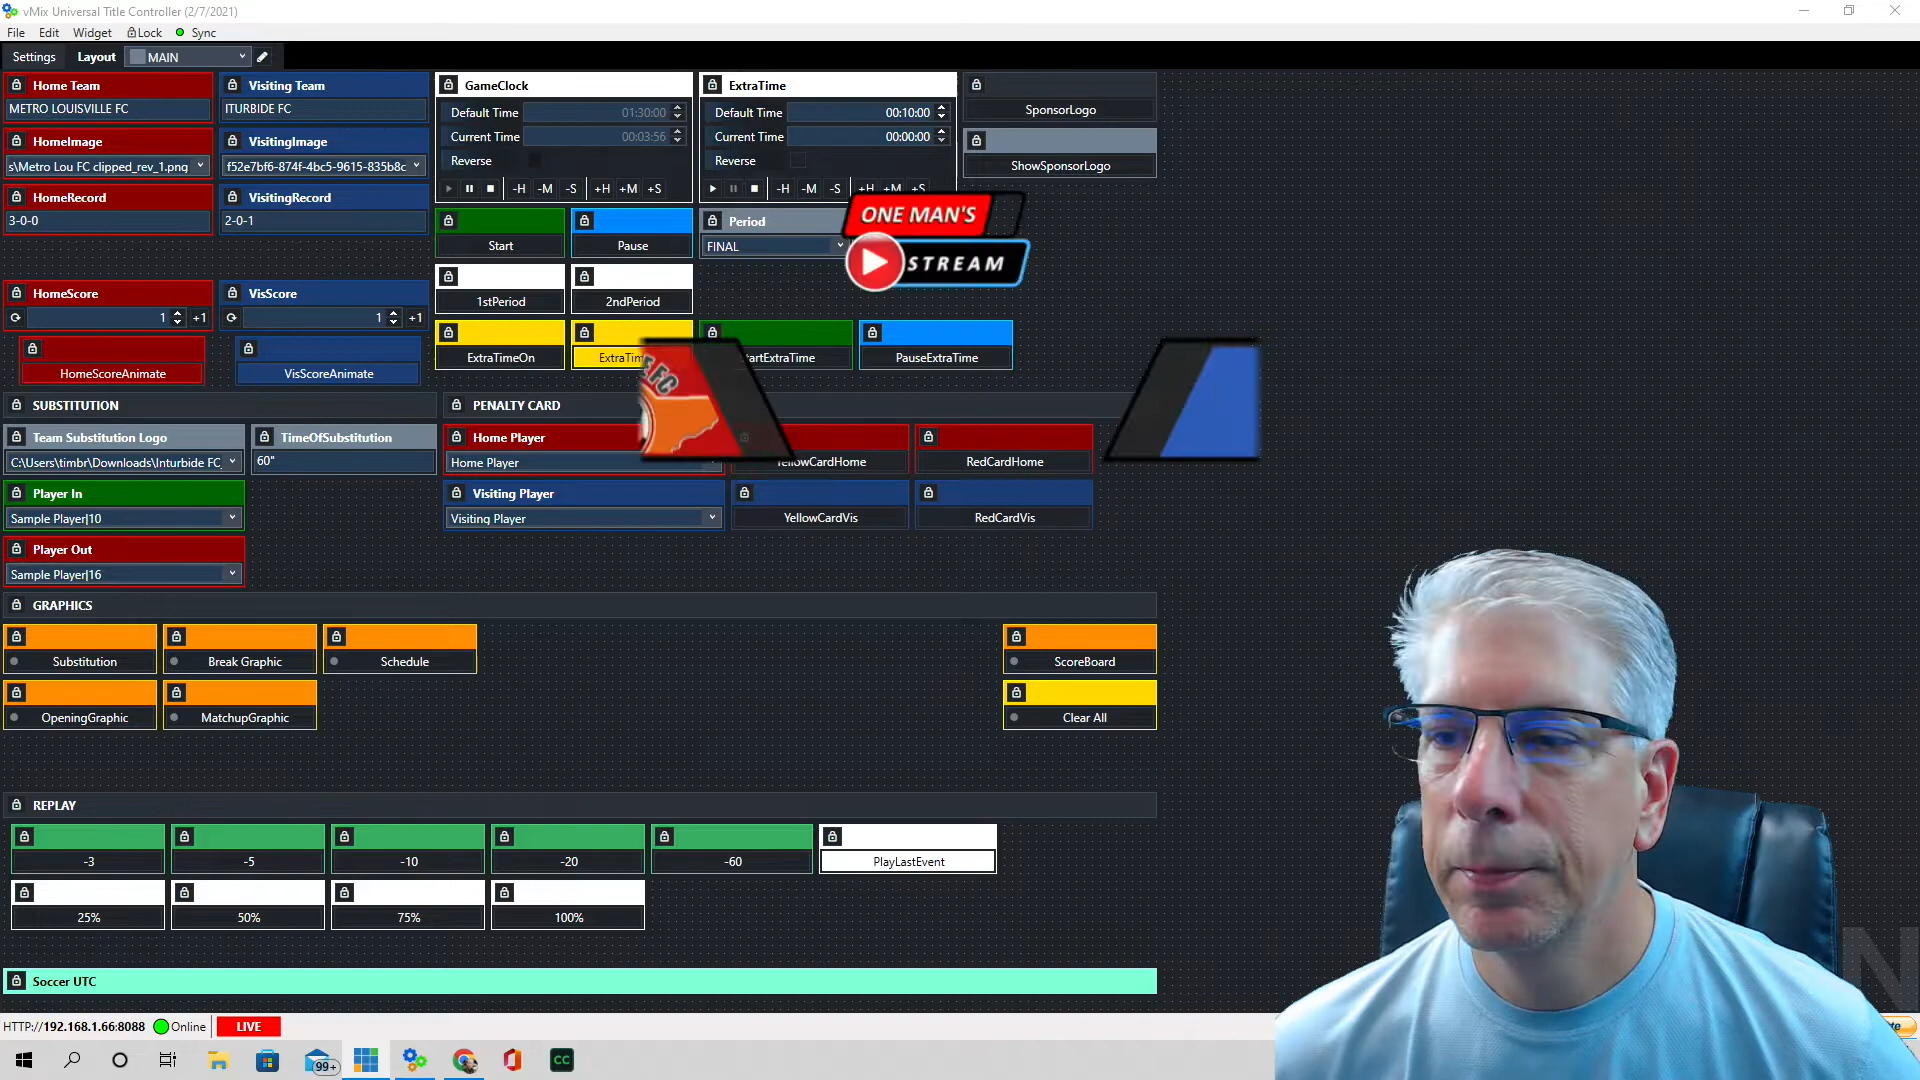 vMix Universal Title Controller (2/7/2021)
File Edit Widget Lock Sync
Settings Layout MAIN
Home Team Visiting Team GameClock ExtraTime
METRO LOUISVILLE FC ITURBIDE FC Default Time 01:30:00 Default Time 00:10:00 SponsorLogo
HomeImage VisitingImage Current Time 00:03:56 Current Time 00:00:00
s\Metro Lou FC clipped_rev_1.png f52e7bf6-874f-4bc5-9615-835b8c Reverse Reverse ShowSponsorLogo
HomeRecord VisitingRecord -H -M -S +H +M +S -H -M -S +H +M +S
3-0-0 2-0-1
Period ONE MAN'S
Start Pause FINAL STREAM
HomeScore VisScore 1stPeriod 2ndPeriod
1 +1 1 +1
HomeScoreAnimate VisScoreAnimate ExtraTimeOn ExtraTim tartExtraTime PauseExtraTime
E FC
SUBSTITUTION PENALTY CARD
Team Substitution Logo TimeOfSubstitution Home Player
C:\Users\timbr\Downloads\Inturbide FC 60" Home Player YellowCardHome RedCardHome
Player In Visiting Player
Sample Player|10 Visiting Player YellowCardVis RedCardVis
Player Out
Sample Player|16
GRAPHICS
Substitution Break Graphic Schedule ScoreBoard
OpeningGraphic MatchupGraphic Clear All
REPLAY
-3 -5 -10 -20 -60 PlayLastEvent
25% 50% 75% 100%
Soccer UTC
HTTP://192.168.1.66:8088 Online LIVE
99+ CC